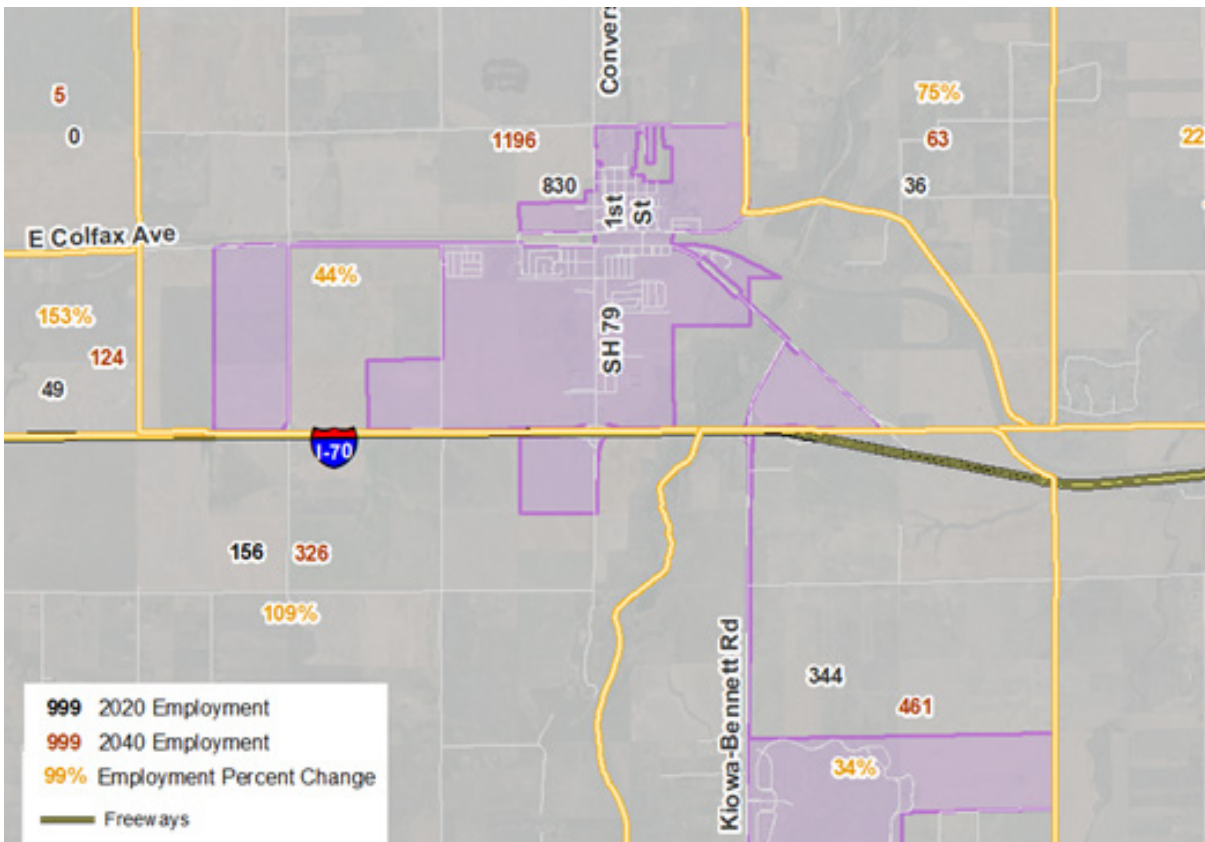 Convers
5
0
1196
830
75%
63
36
22
1st
St
E Colfax Ave
44%
153%
124
49
SH 79
I-70
156
326
109%
Kiowa-Bennett Rd
344
461
34%
999 2020 Employment
999 2040 Employment
99% Employment Percent Change
Freeways